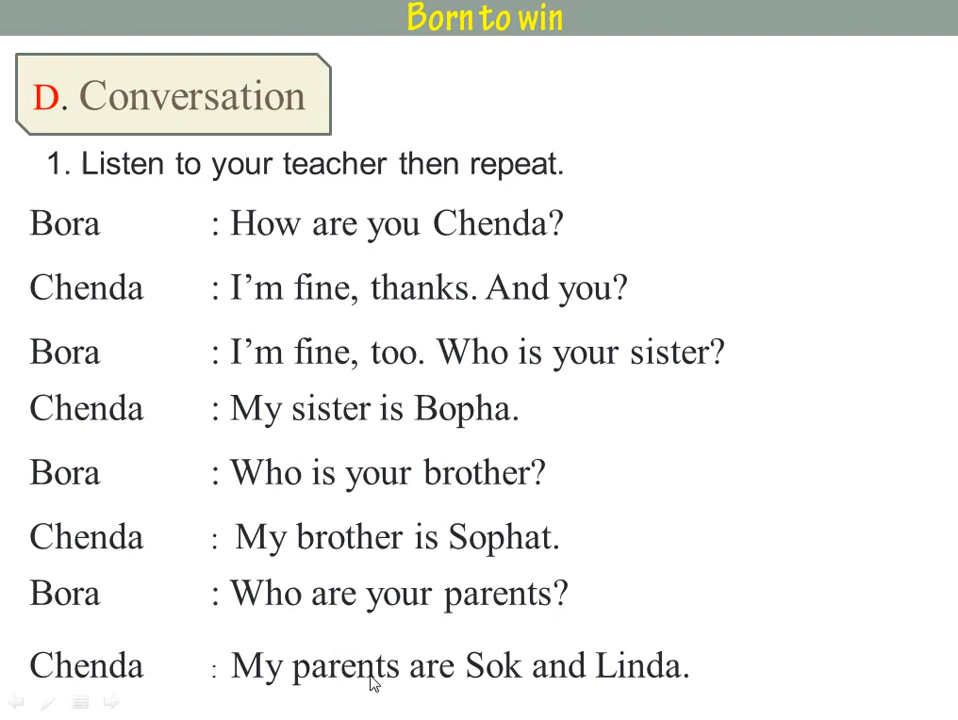 Born to win
D. Conversation
1. Listen to your teacher then repeat.
Bora : How are you Chenda?
Chenda : I'm fine, thanks. And you?
Bora : I'm fine, too. Who is your sister?
Chenda : My sister is Bopha.
Bora : Who is your brother?
Chenda : My brother is Sophat.
Bora : Who are your parents?
Chenda : My parents are Sok and Linda.